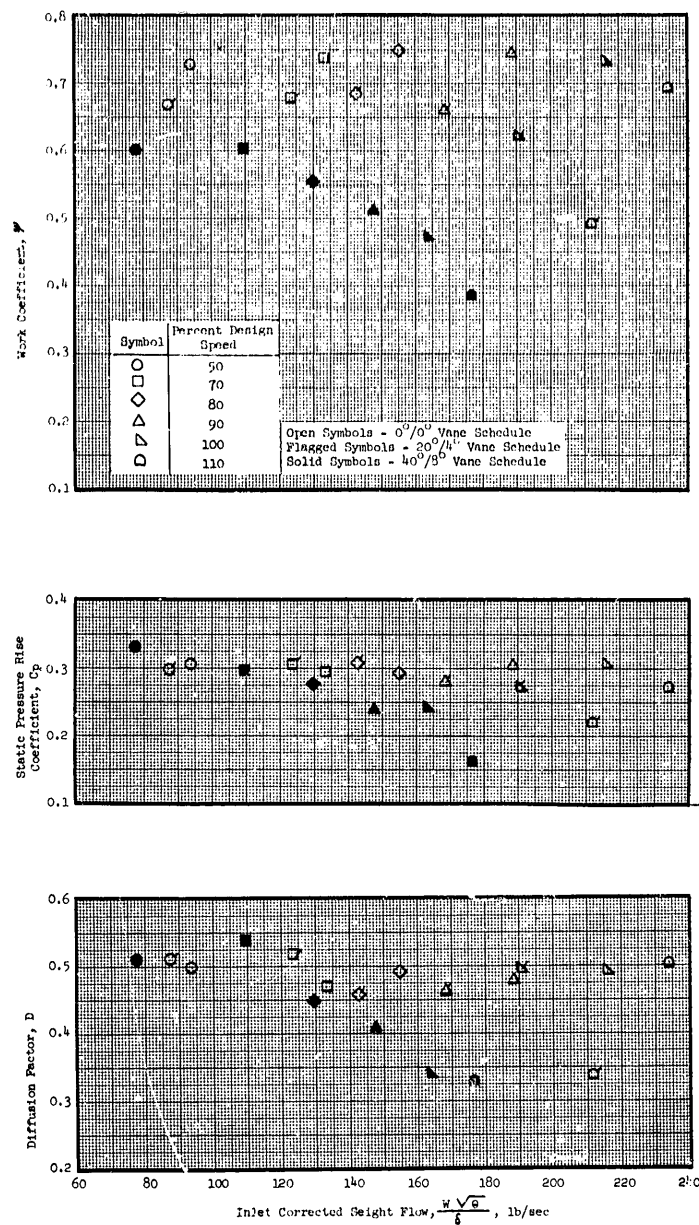 0.8
0.7
0.6
0.5
0.4
0.3
0.2
0.1
Work Coefficient,
Symbol Percent Design Speed
50
70
80
90
100
110
Open Symbols - 0°/0° Vane Schedule
Flagged Symbols - 20°/4° Vane Schedule
Solid Symbols - 40°/8° Vane Schedule
0.4
0.3
0.2
0.1
Static Pressure Rise
Coefficient, Cp
0.6
0.5
0.4
0.3
0.2
Diffusion Factor, D
60 80 100 120 140 160 180 200 220
Inlet Corrected Seight Flow, W √θ / δ , lb/sec